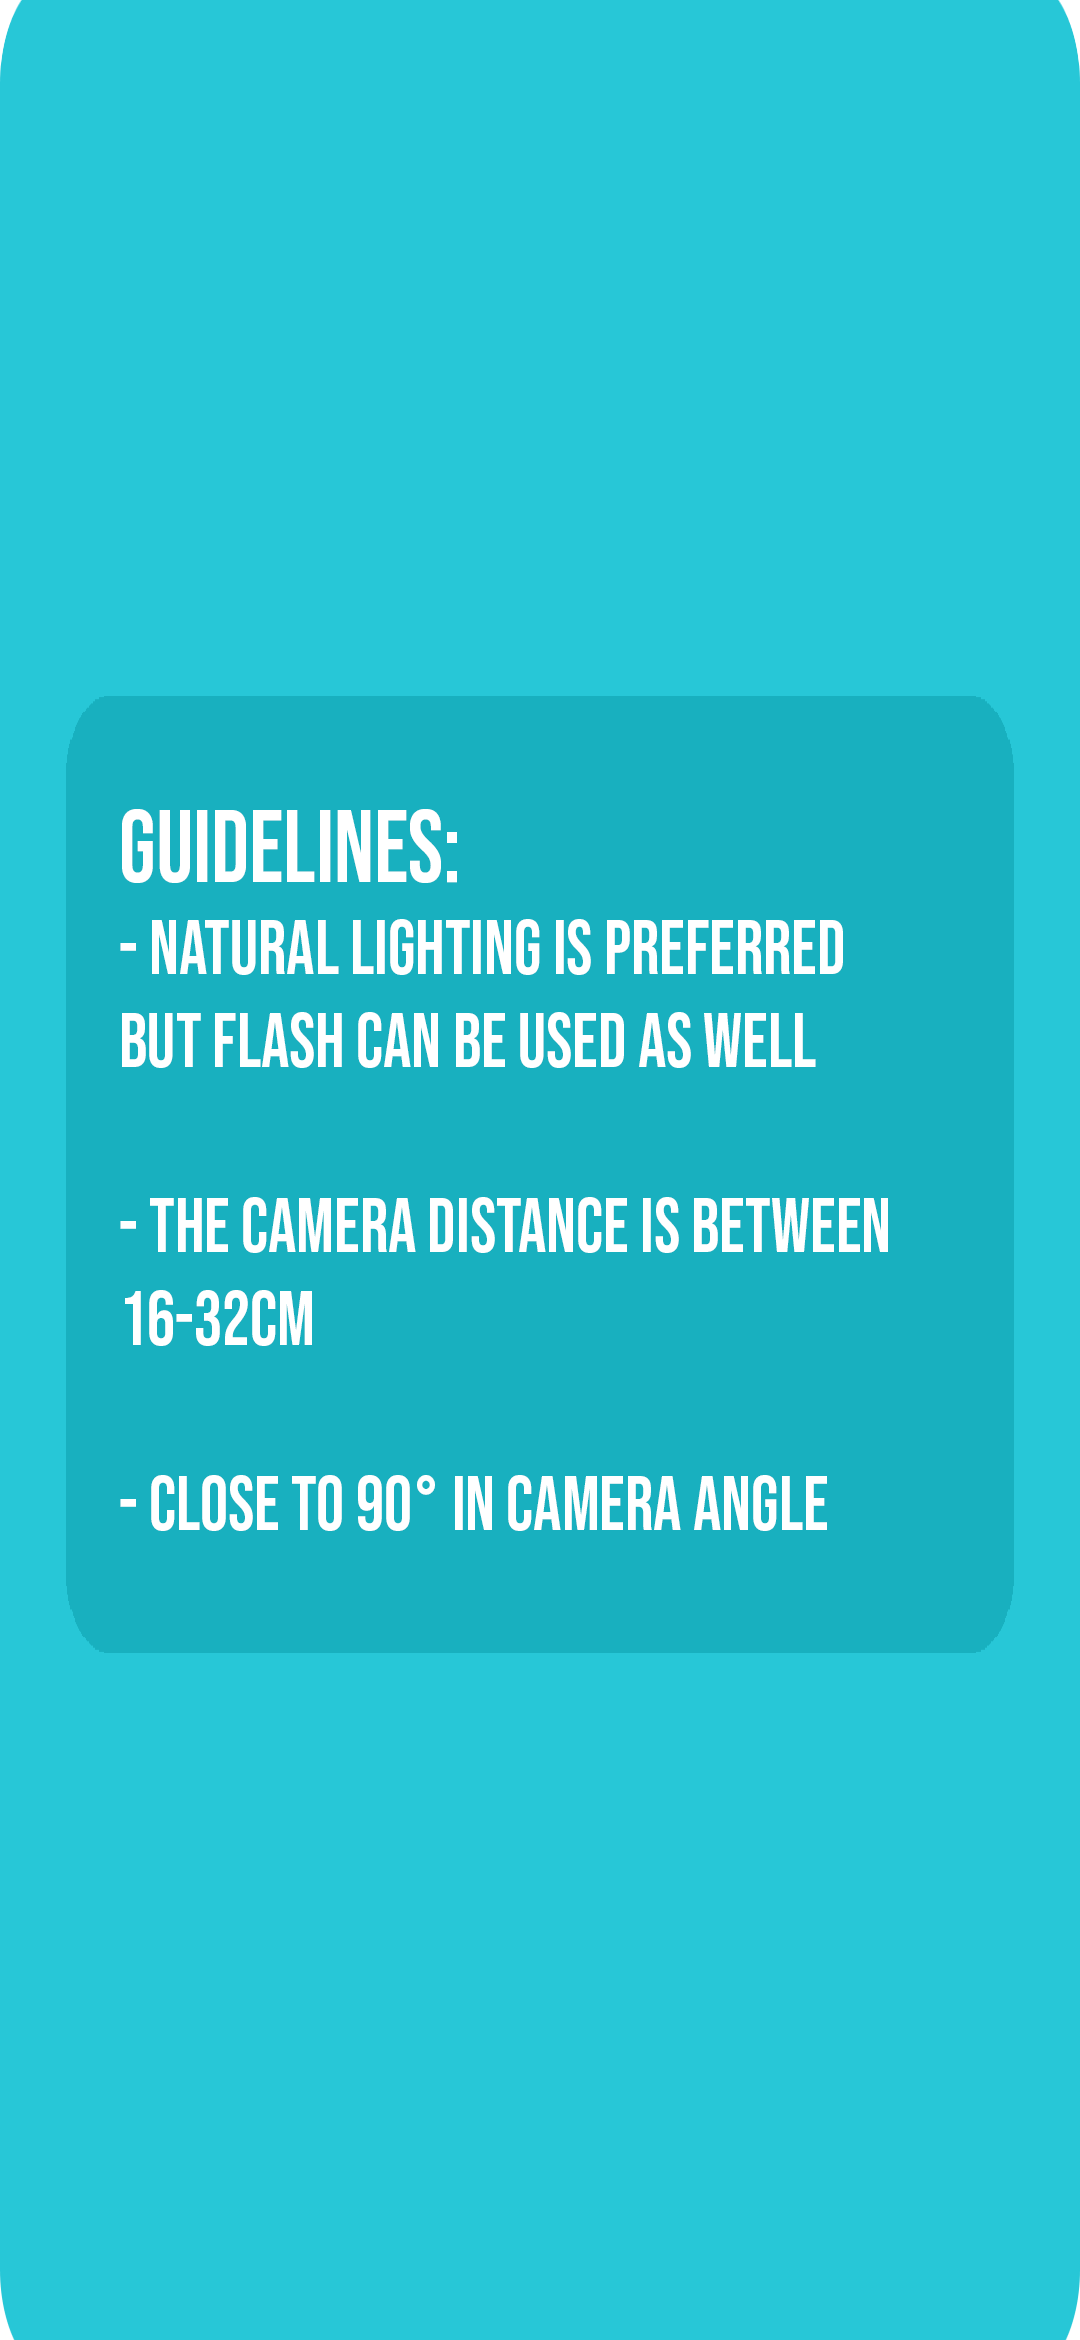 GUIDELINES:
- NATURAL LIGHTING IS PREFERRED
BUT FLASH CAN BE USED AS WELL
- THE CAMERA DISTANCE IS BETWEEN
16-32CM
- CLOSE TO 90° IN CAMERA ANGLE